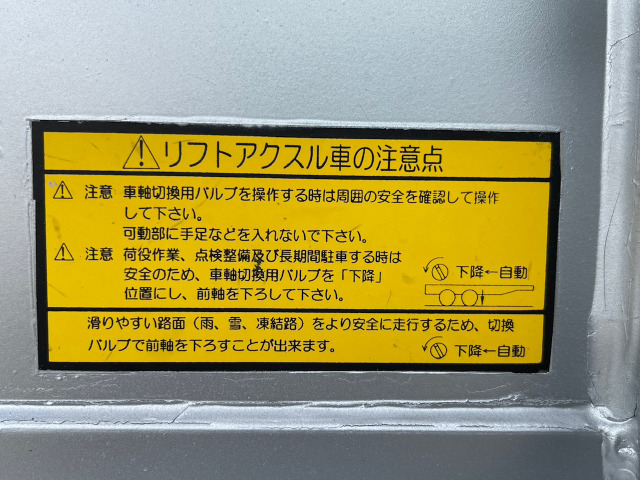 ⚠リフトアクスル車の注意点
⚠ 注意 車軸切換用バルブを操作する時は周囲の安全を確認して操作
して下さい。
可動部に手足などを入れないで下さい。
⚠ 注意 荷役作業、点検整備及び長期間駐車する時は
安全のため、車軸切換用バルブを「下降」
位置にし、前軸を下ろして下さい。
下降←自動
滑りやすい路面（雨、雪、凍結路）をより安全に走行するため、切換
バルブで前軸を下ろすことが出来ます。
下降←自動